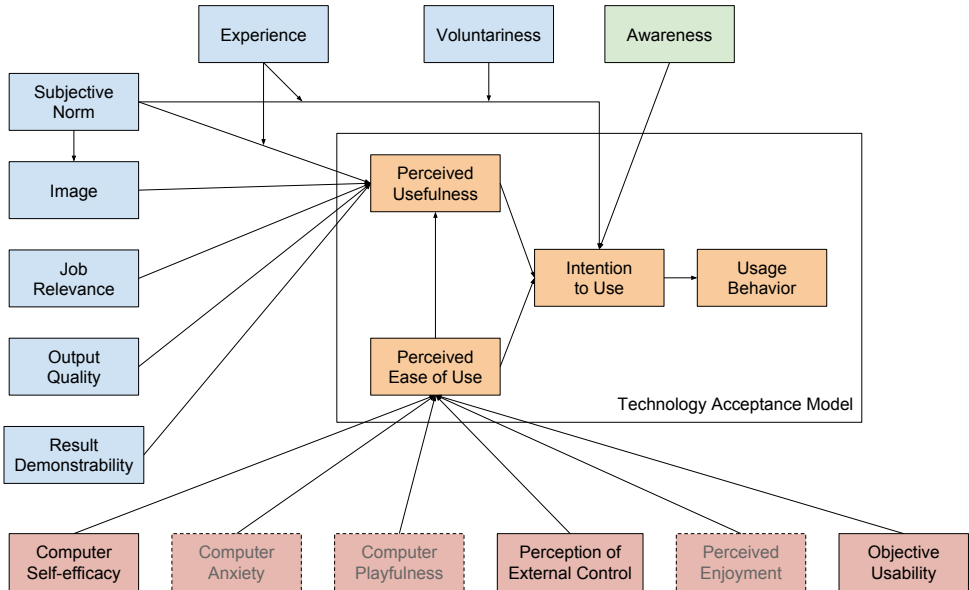 Experience
Voluntariness
Awareness
Subjective
Norm
Image
Perceived
Usefulness
Job
Relevance
Intention
to Use
Usage
Behavior
Output
Quality
Perceived
Ease of Use
Technology Acceptance Model
Result
Demonstrability
Computer
Self-efficacy
Computer
Anxiety
Computer
Playfulness
Perception of
External Control
Perceived
Enjoyment
Objective
Usability